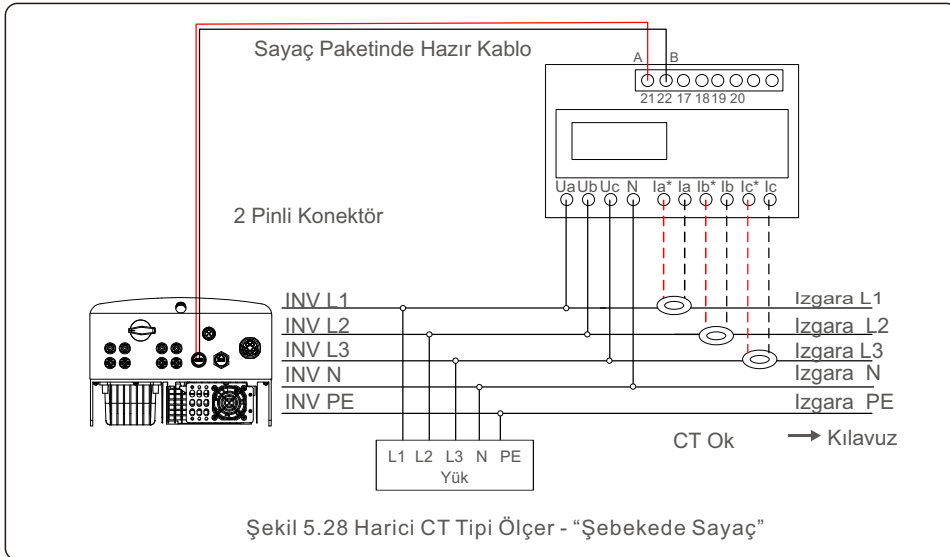 Sayaç Paketinde Hazır Kablo
A B
21 22 17 18 19 20
Ua Ub Uc N Ia* Ia Ib* Ib Ic* Ic
2 Pinli Konektör
INV L1 Izgara L1
INV L2 Izgara L2
INV L3 Izgara L3
INV N Izgara N
INV PE Izgara PE
CT Ok → Kılavuz
L1 L2 L3 N PE
Yük
Şekil 5.28 Harici CT Tipi Ölçer - “Şebekede Sayaç”